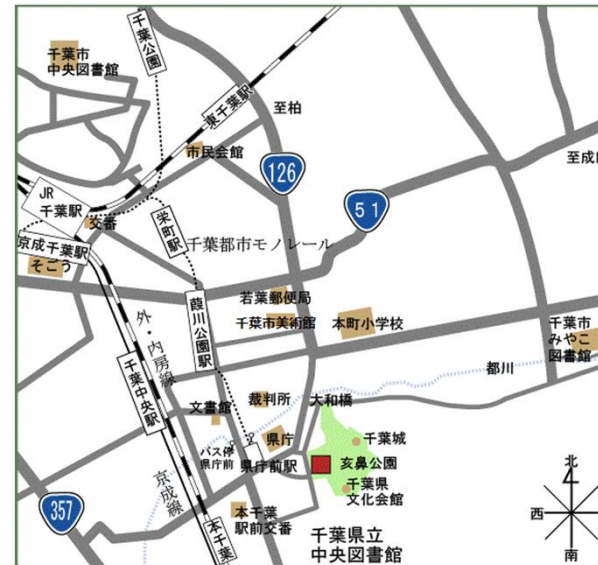 千葉市
中央図書館
千葉公園
東千葉駅
至柏
市民会館
126
至成
51
JR
千葉駅
交番
栄町駅
千葉都市モノレール
京成千葉駅
そごう
若葉郵便局
千葉市美術館
本町小学校
葭川公園駅
千葉市
みやこ
図書館
外・内房線
千葉中央駅
都川
文書館
裁判所
大和橋
県庁
千葉城
バス停
県庁前
県庁前駅
亥鼻公園
千葉県
文化会館
京成線
357
本千葉
本千葉
駅前交番
千葉県立
中央図書館
北
西
南